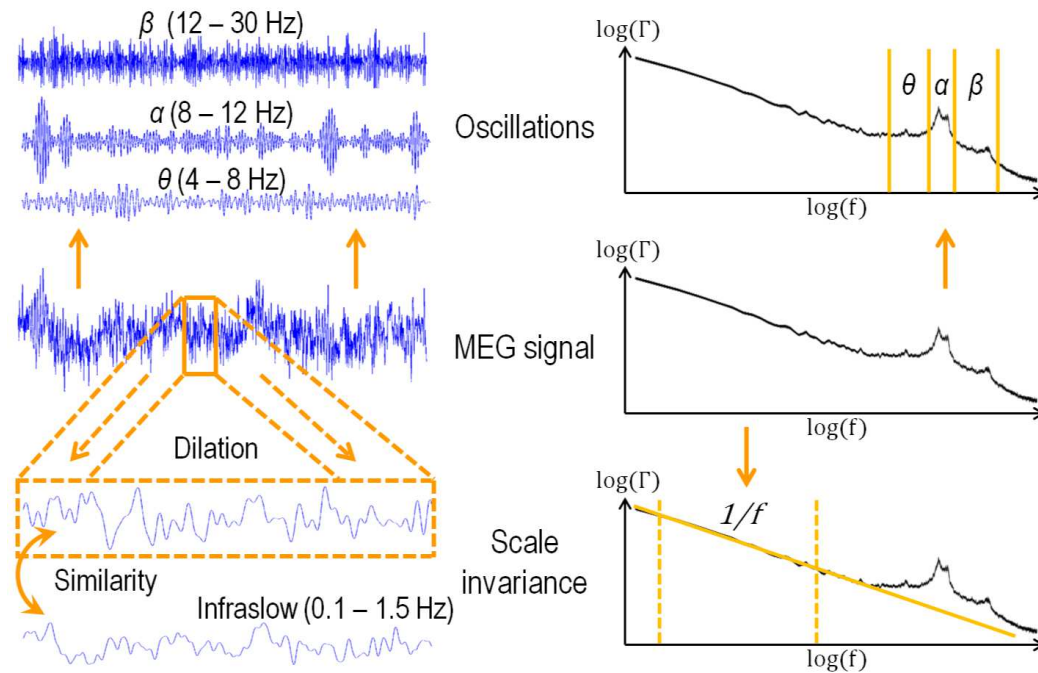 β (12 – 30 Hz)
α (8 – 12 Hz)
θ (4 – 8 Hz)
Oscillations
log(Γ)
θ α β
log(f)
MEG signal
log(Γ)
log(f)
Dilation
Similarity
Infraslow (0.1 – 1.5 Hz)
Scale
invariance
log(Γ)
1/f
log(f)